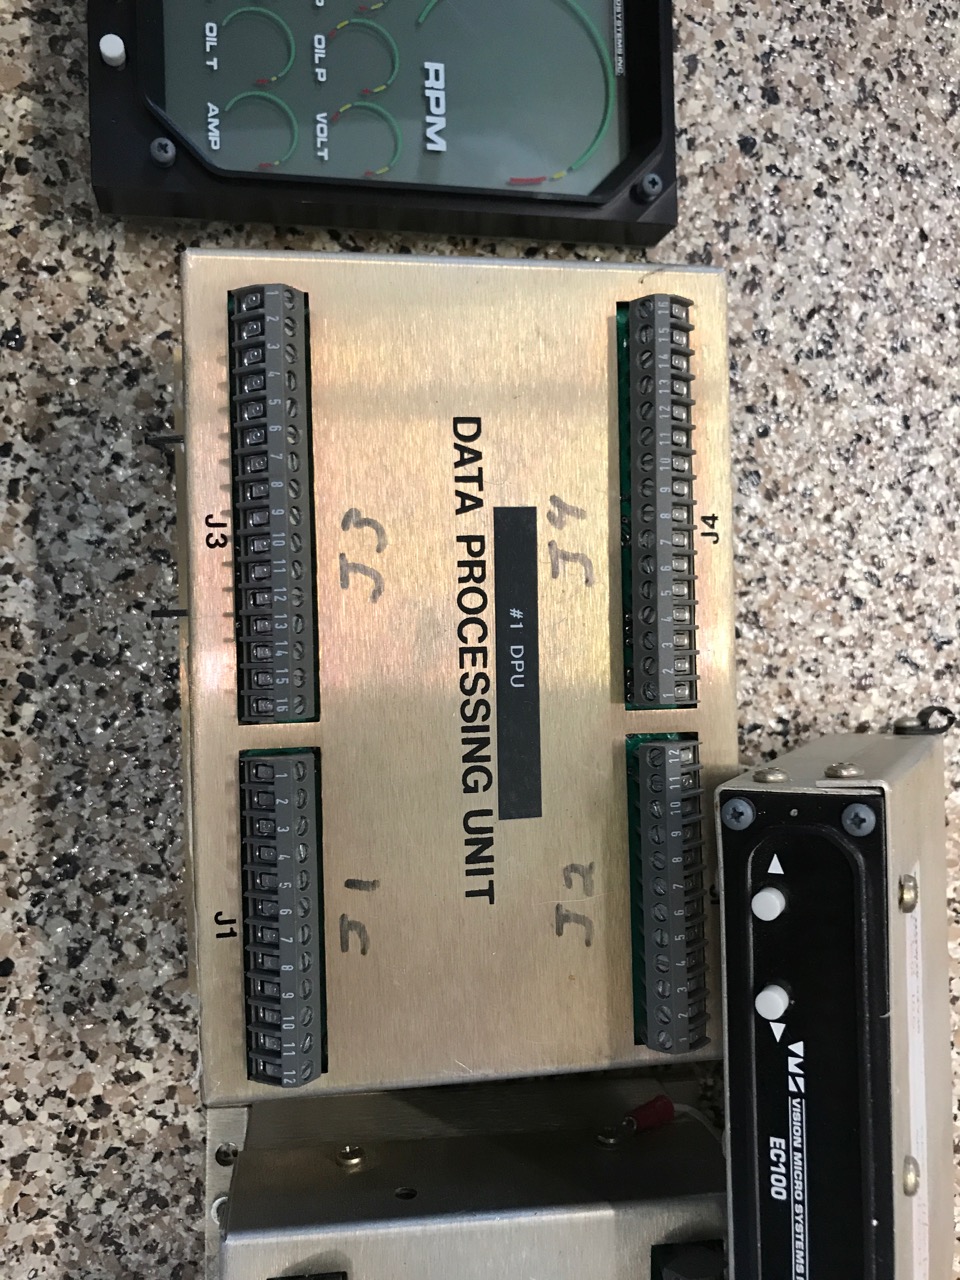 OIL T
OIL P
AMP
VOLT
RPM
OSYSTEMS INC.
1 2 3 4 5 6 7 8 9 10 11 12 13 14 15 16
J3
J3
DATA PROCESSING UNIT
#1 DPU
J4
16 15 14 13 12 11 10 9 8 7 6 5 4 3 2 1
J4
1 2 3 4 5 6 7 8 9 10 11 12
J1
J1
J2
12 11 10 9 8 7 6 5 4 3 2 1
VISION MICRO SYSTEMS
EC100